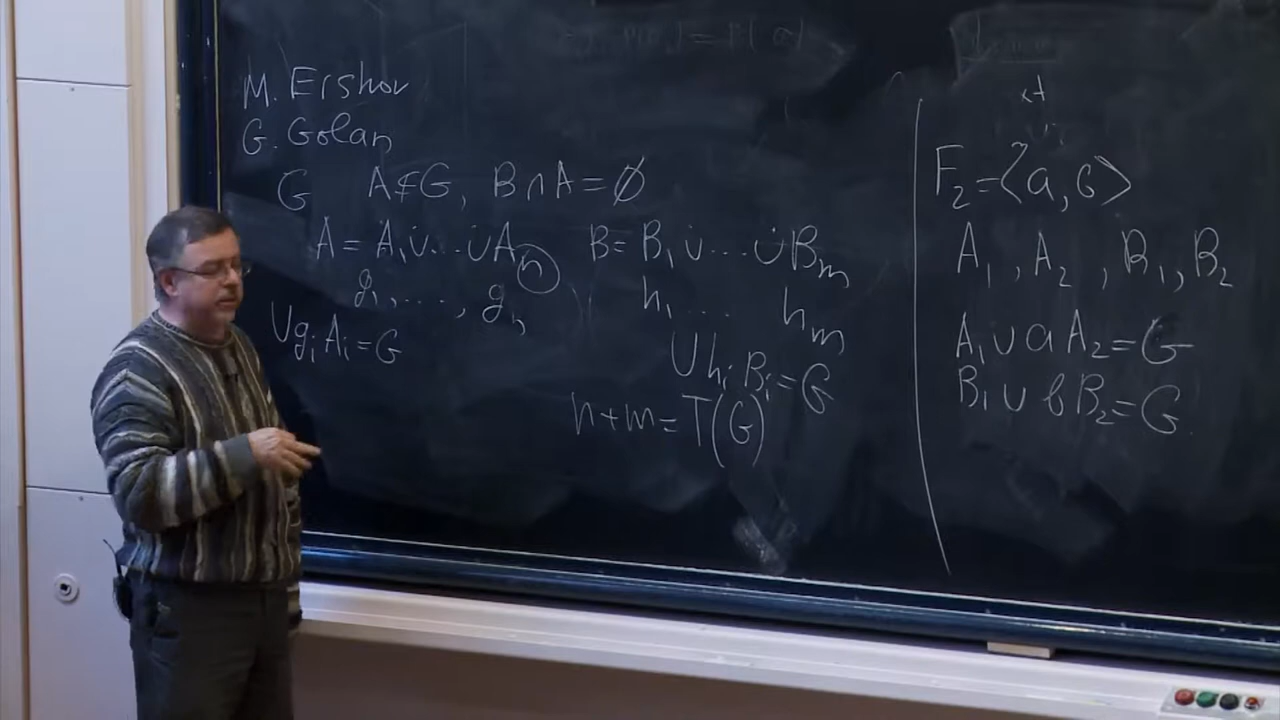 M. Ershov
G. Golan
G A⊊G, B∩A=∅
A = A₁∪̇...∪̇Aₙ B=B₁∪̇...∪̇Bₘ
g₁,...,gₙ h₁...hₘ
∪gᵢAᵢ=G
∪hᵢBᵢ=G
n+m=T(G)
F₂=⟨a,b⟩
A₁, A₂, B₁, B₂
A₁∪aA₂=G
B₁∪bB₂=G